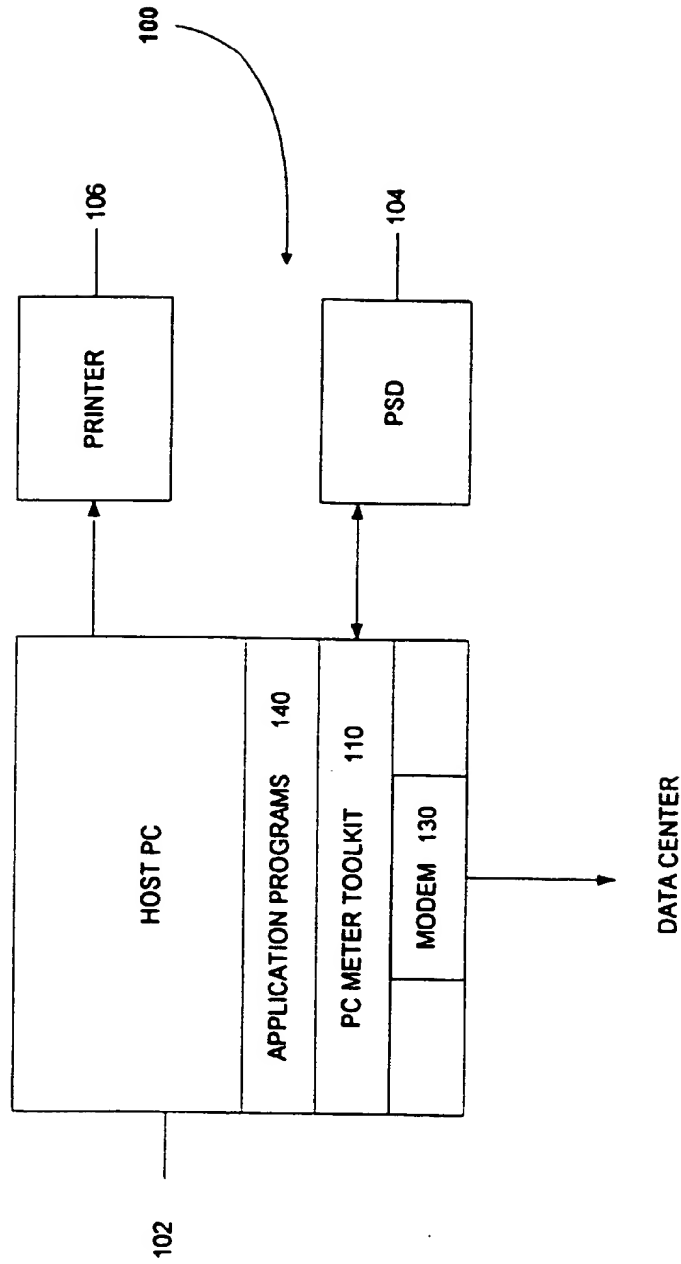 100
PRINTER
106
PSD
104
HOST PC
102
APPLICATION PROGRAMS 140
PC METER TOOLKIT 110
MODEM 130
DATA CENTER